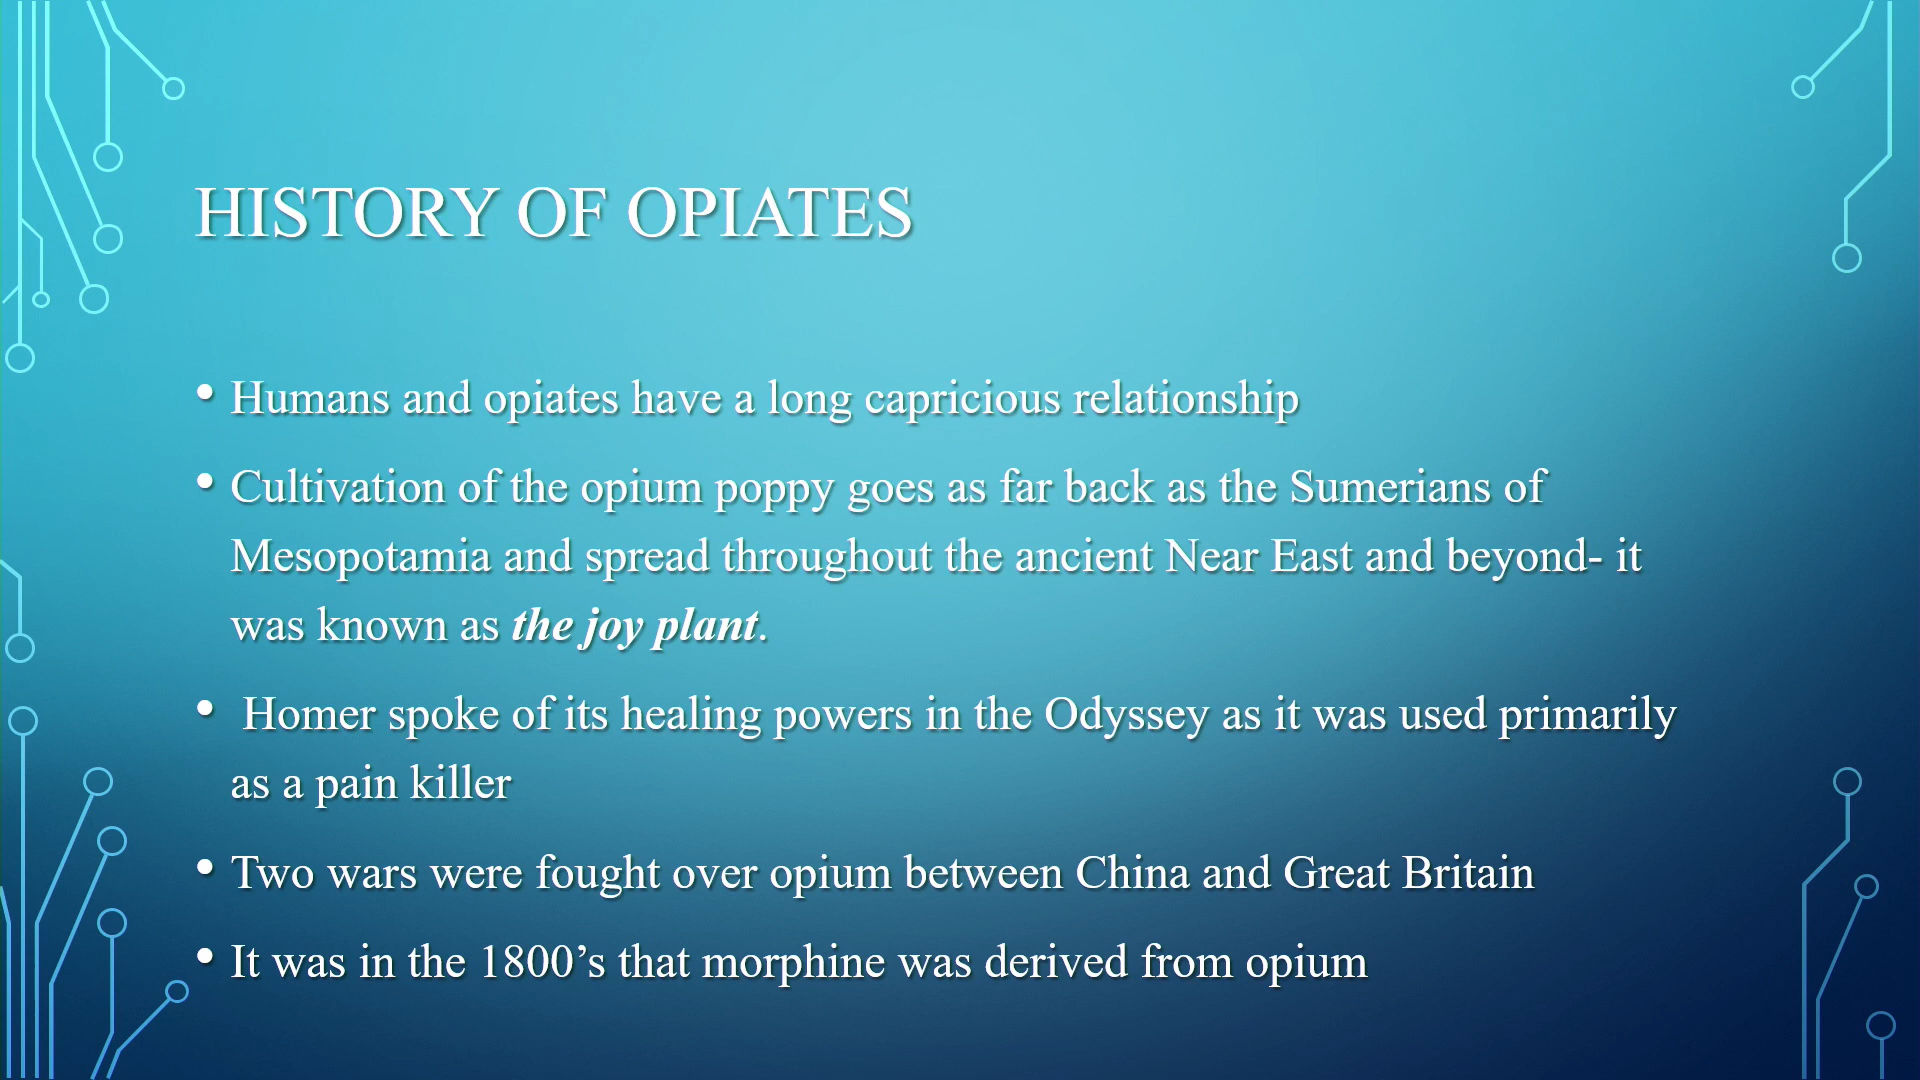 HISTORY OF OPIATES
• Humans and opiates have a long capricious relationship
• Cultivation of the opium poppy goes as far back as the Sumerians of
Mesopotamia and spread throughout the ancient Near East and beyond- it
was known as the joy plant.
• Homer spoke of its healing powers in the Odyssey as it was used primarily
as a pain killer
• Two wars were fought over opium between China and Great Britain
• It was in the 1800’s that morphine was derived from opium